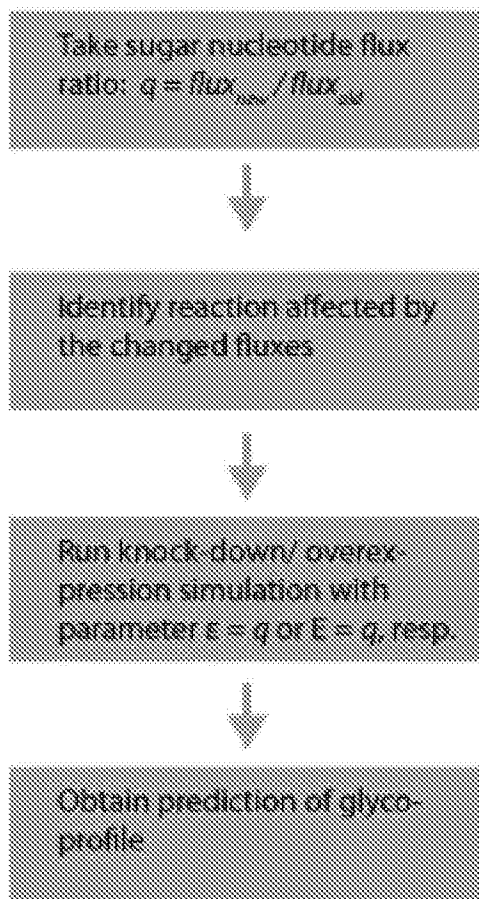 Take sugar nucleotide flux
ratio: q = flux_new / flux_old
Identify reaction affected by
the changed fluxes
Run knock-down/ overex-
pression simulation with
parameter ε = q or E = q, resp.
Obtain prediction of glyco-
profile